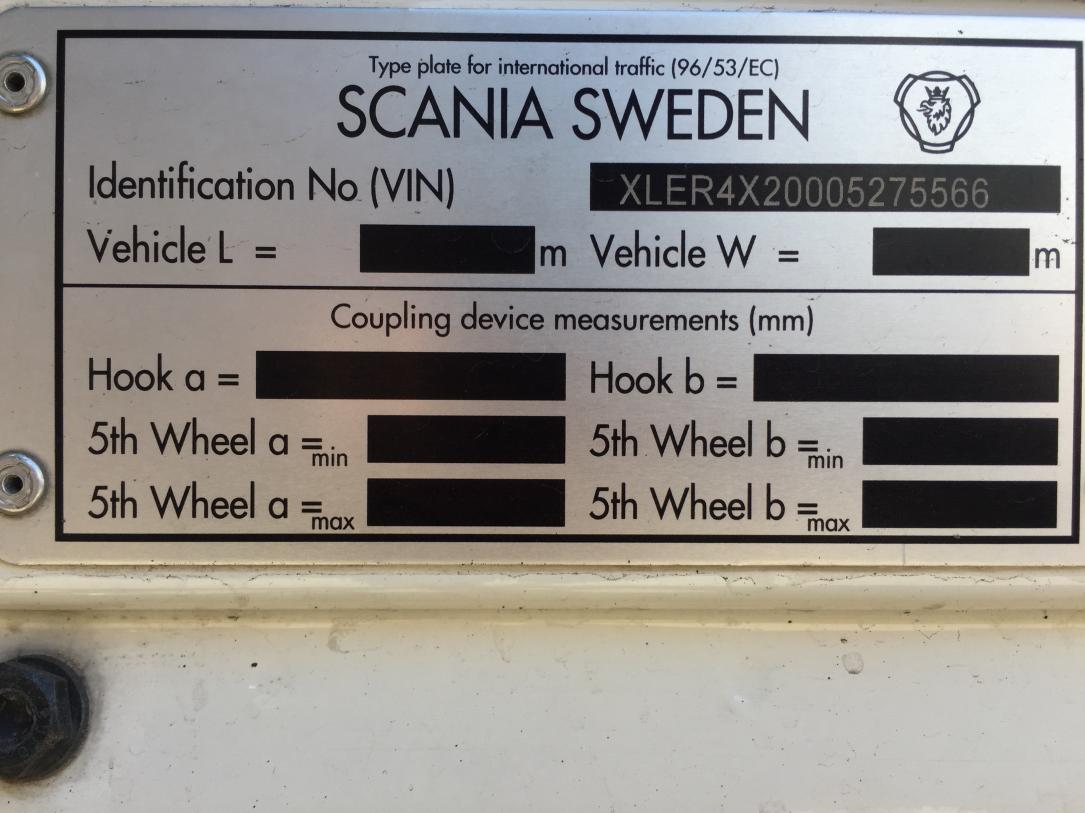 Type plate for international traffic (96/53/EC)
SCANIA SWEDEN
Identification No (VIN) XLER4X20005275566
Vehicle L = m Vehicle W = m
Coupling device measurements (mm)
Hook a = Hook b =
5th Wheel a =min 5th Wheel b =min
5th Wheel a =max 5th Wheel b =max